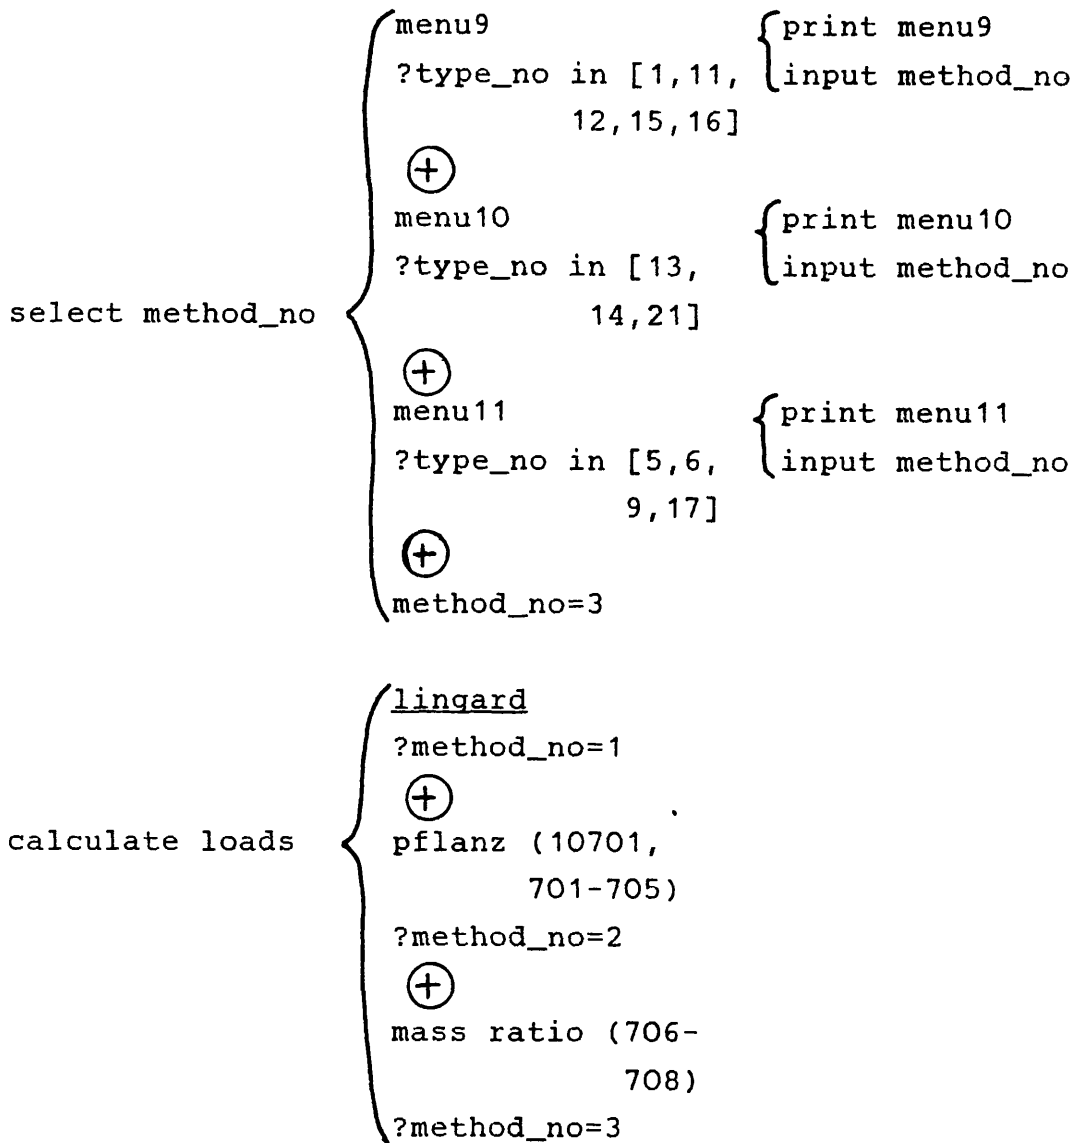 menu9
print menu9
?type_no in [1,11,
input method_no
12,15,16]
+
menu10
print menu10
?type_no in [13,
input method_no
select method_no
14,21]
+
menu11
print menu11
?type_no in [5,6,
input method_no
9,17]
+
method_no=3
lingard
?method_no=1
+
calculate loads
pflanz (10701,
701-705)
?method_no=2
+
mass ratio (706-
708)
?method_no=3